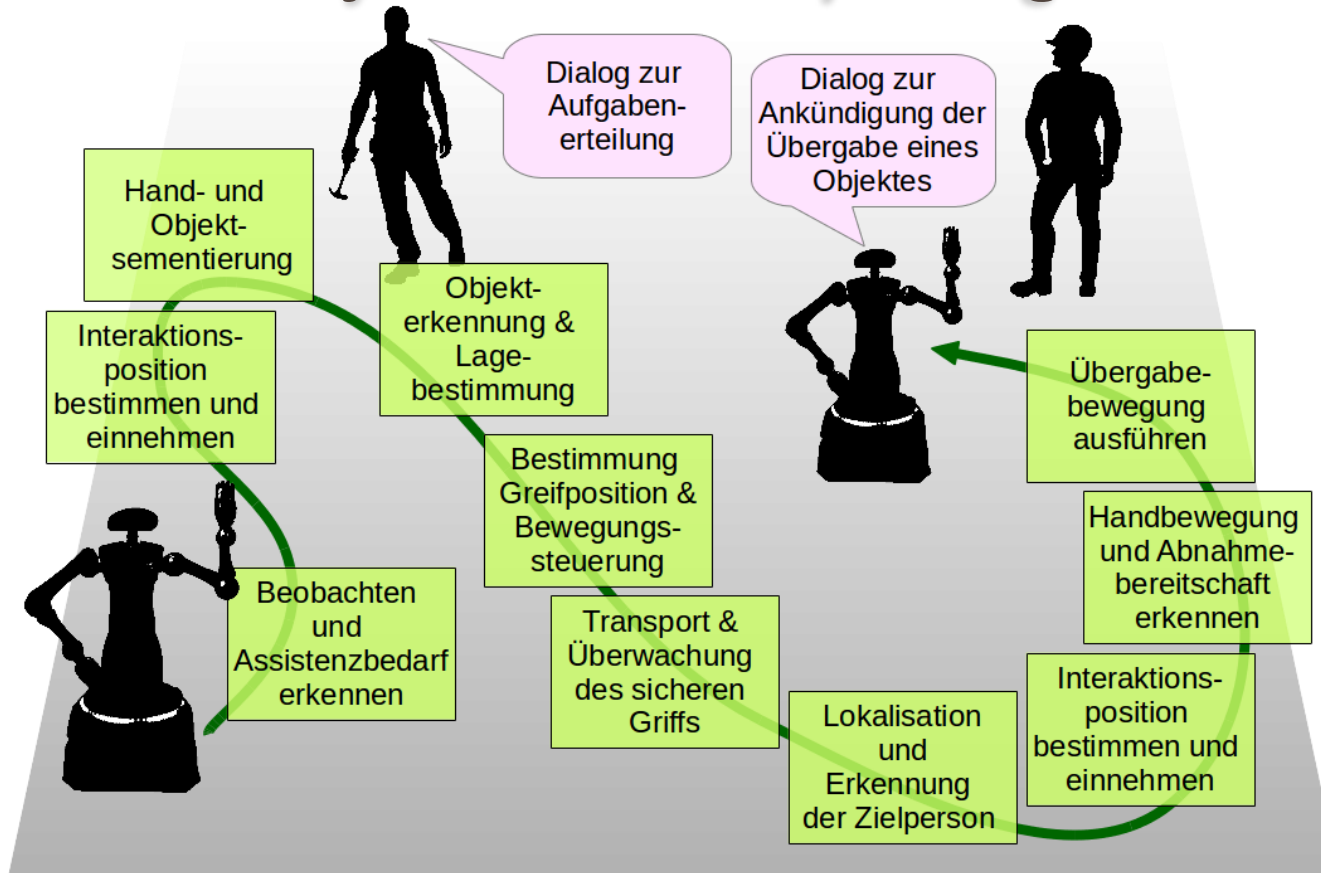 Dialog zur
Aufgaben-
erteilung
Dialog zur
Ankündigung der
Übergabe eines
Objektes
Hand- und
Objekt-
sementierung
Interaktions-
position
bestimmen und
einnehmen
Beobachten
und
Assistenzbedarf
erkennen
Objekt-
erkennung &
Lage-
bestimmung
Bestimmung
Greifposition &
Bewegungs-
steuerung
Transport &
Überwachung
des sicheren
Griffs
Lokalisation
und
Erkennung
der Zielperson
Interaktions-
position
bestimmen und
einnehmen
Handbewegung
und Abnahme-
bereitschaft
erkennen
Übergabe-
bewegung
ausführen